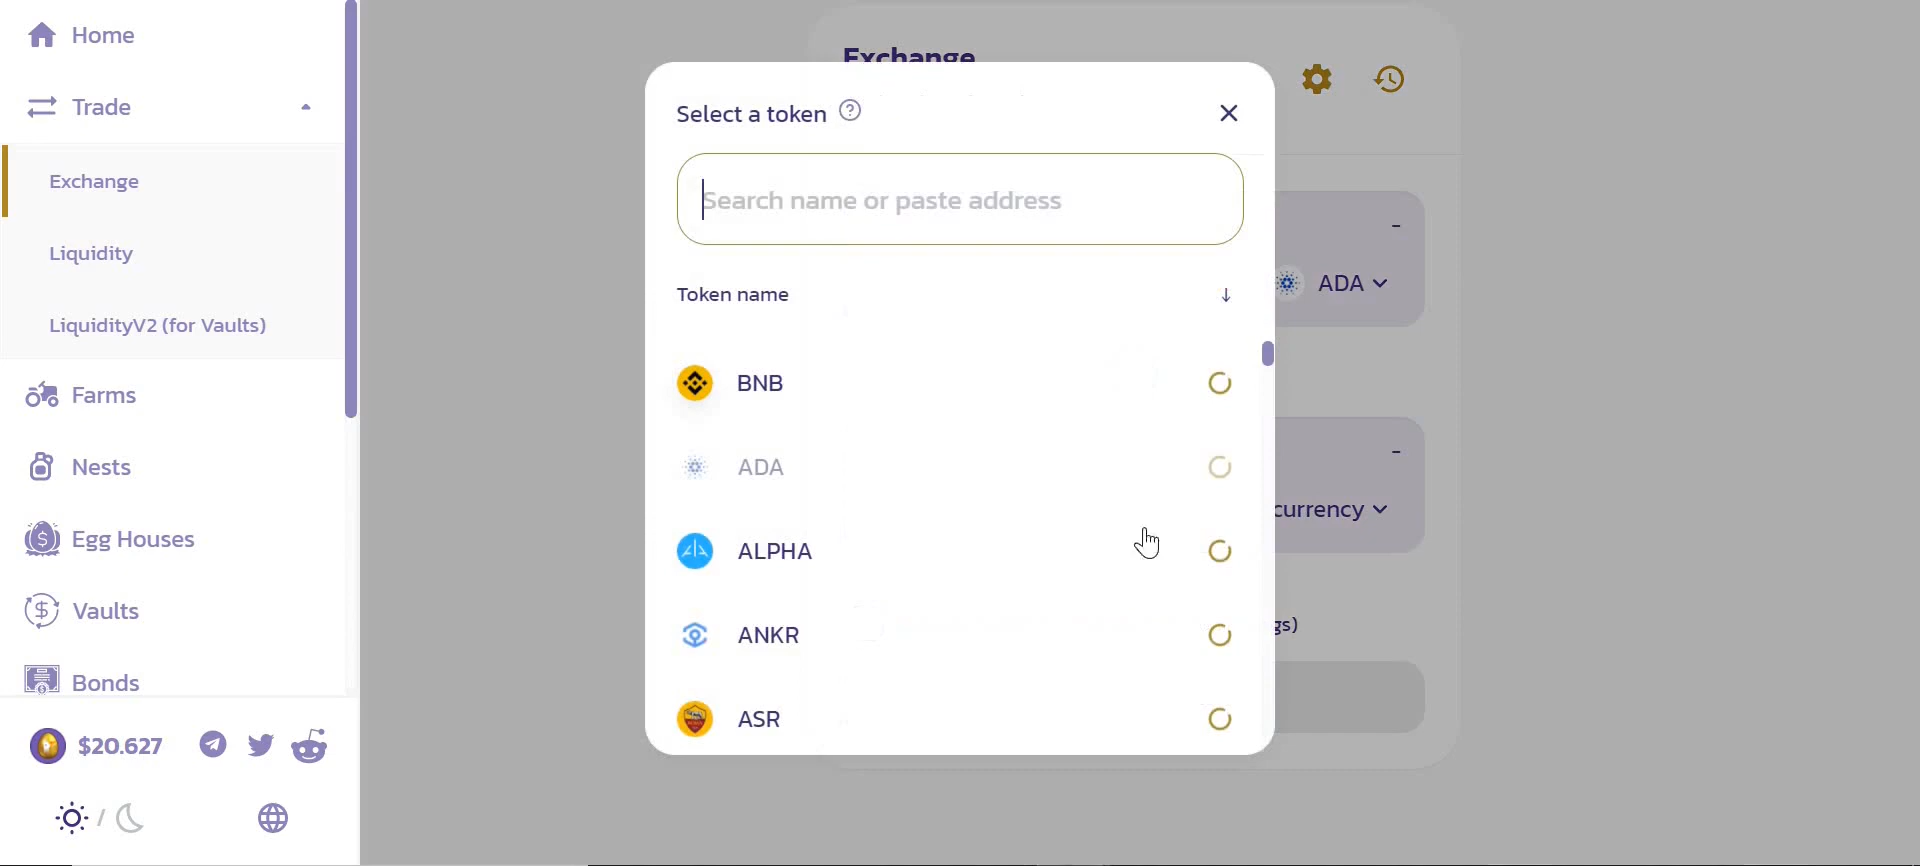 Home
Trade
Exchange
Liquidity
LiquidityV2 (for Vaults)
Farms
Nests
Egg Houses
Vaults
Bonds
$20.627
/
Exchange
Select a token
Search name or paste address
Token name
BNB
ADA
ALPHA
ANKR
ASR
-
ADA
-
currency
gs)